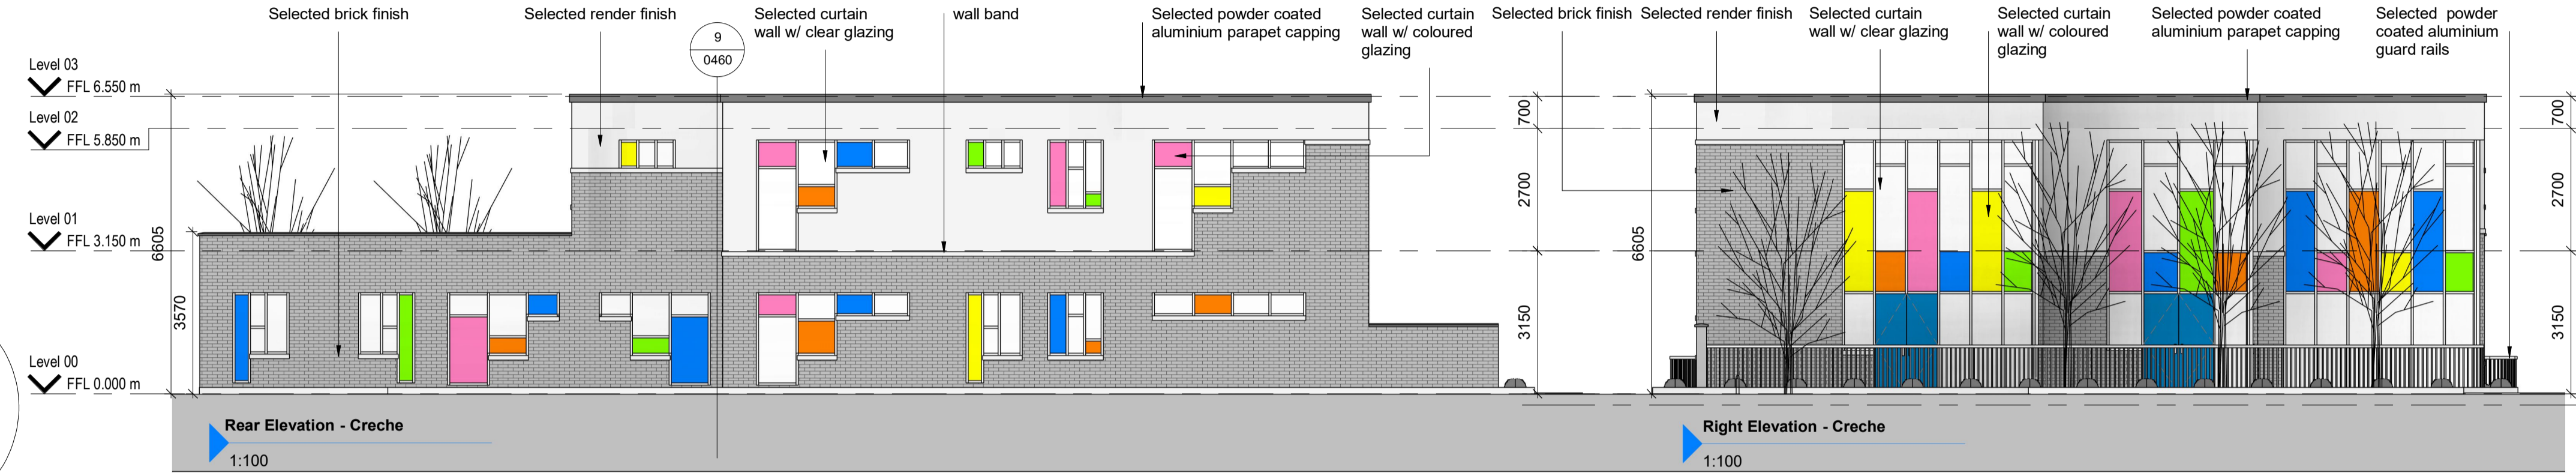 Selected brick finish
Selected render finish
9
0460
Selected curtain
wall w/ clear glazing
wall band
Selected powder coated
aluminium parapet capping
Selected curtain
wall w/ coloured
glazing
Selected brick finish
Selected render finish
Selected curtain
wall w/ clear glazing
Selected curtain
wall w/ coloured
glazing
Selected powder coated
aluminium parapet capping
Selected powder
coated aluminium
guard rails
Level 03
FFL 6.550 m
Level 02
FFL 5.850 m
Level 01
FFL 3.150 m
Level 00
FFL 0.000 m
6605
3570
700
2700
3150
6605
700
2700
3150
Rear Elevation - Creche
1:100
Right Elevation - Creche
1:100